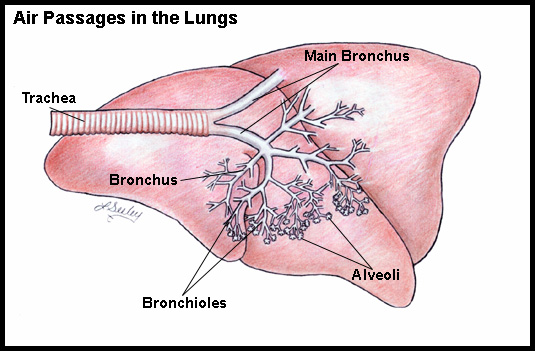 Air Passages in the Lungs
Main Bronchus
Trachea
Bronchus
Alveoli
Bronchioles